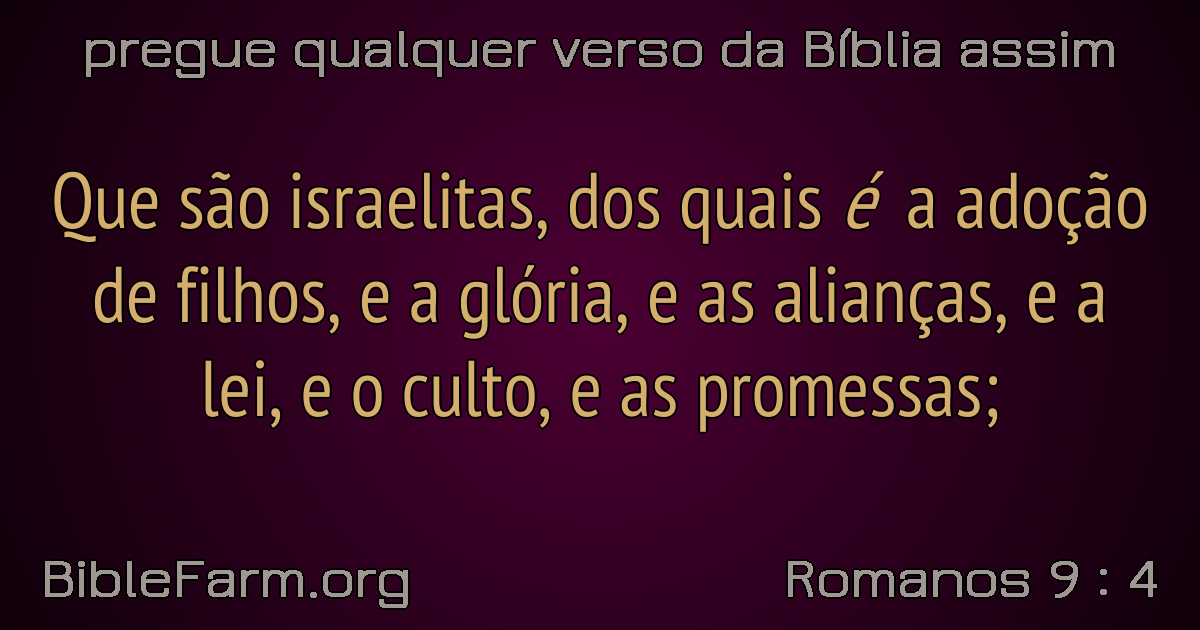 pregue qualquer verso da Bíblia assim
Que são israelitas, dos quais é a adoção
de filhos, e a glória, e as alianças, e a
lei, e o culto, e as promessas;
BibleFarm.org
Romanos 9 : 4